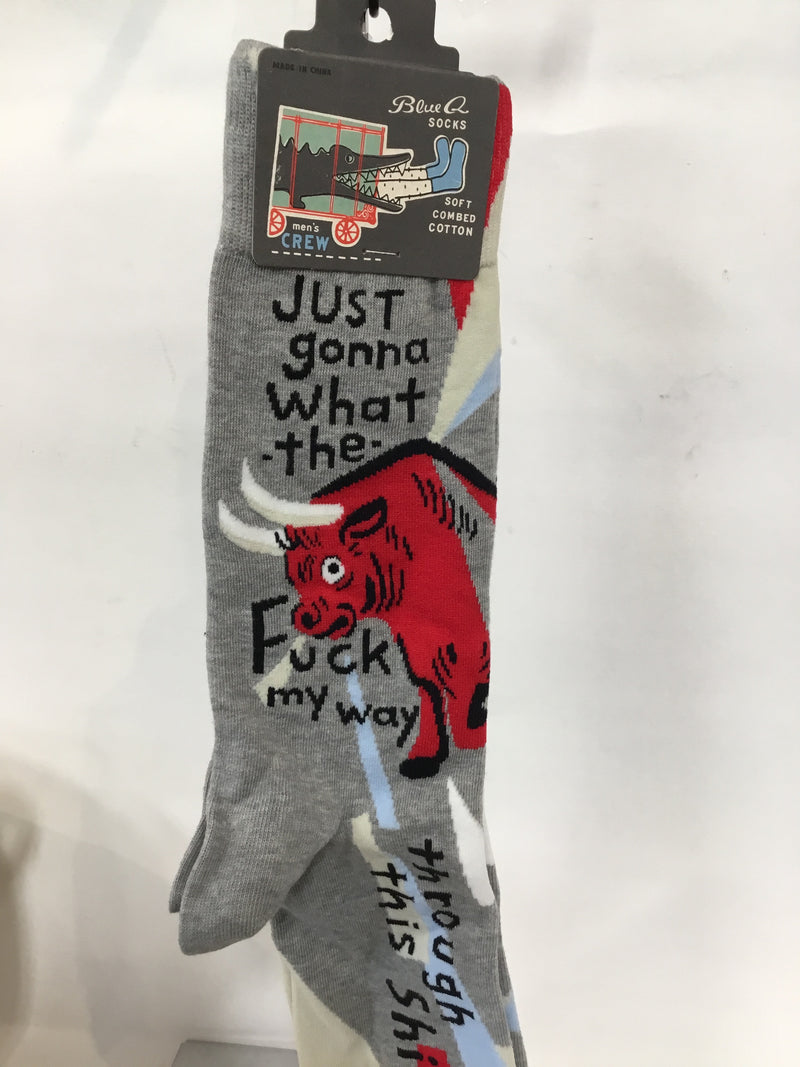 MADE IN CHINA
Blue Q
SOCKS
SOFT
COMBED
COTTON
men's
CREW
JUST
gonna
What
-the-
Fuck
my way
through
this Shi